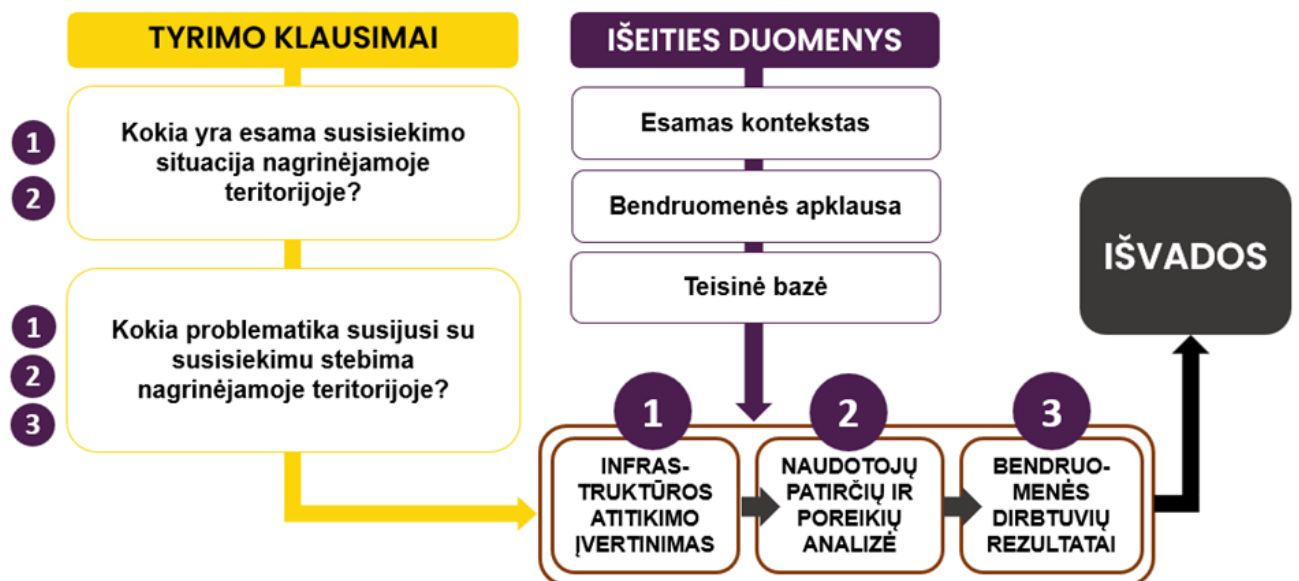 TYRIMO KLAUSIMAI
1
2
Kokia yra esama susisiekimo
situacija nagrinėjamoje
teritorijoje?
1
2
3
Kokia problematika susijusi su
susisiekimu stebima
nagrinėjamoje teritorijoje?
IŠEITIES DUOMENYS
Esamas kontekstas
Bendruomenės apklausa
Teisinė bazė
1
INFRAS-
TRUKTŪROS
ATITIKIMO
ĮVERTINIMAS
2
NAUDOTOJŲ
PATIRČIŲ IR
POREIKIŲ
ANALIZĖ
3
BENDRUO-
MENĖS
DIRBTUVIŲ
REZULTATAI
IŠVADOS